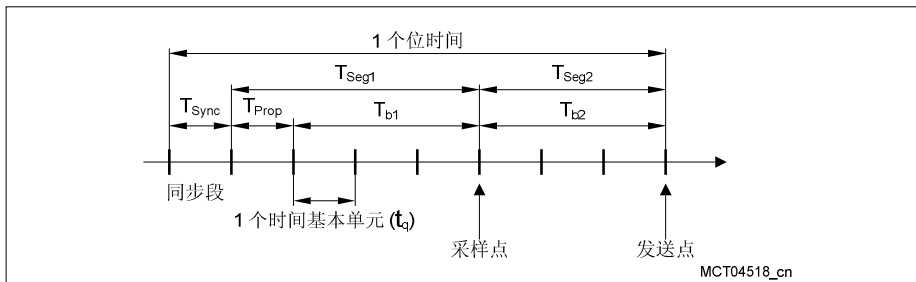 1 个位时间
TSeg1 TSeg2
TSync TProp Tb1 Tb2
同步段
1 个时间基本单元 (tq)
采样点 发送点
MCT04518_cn